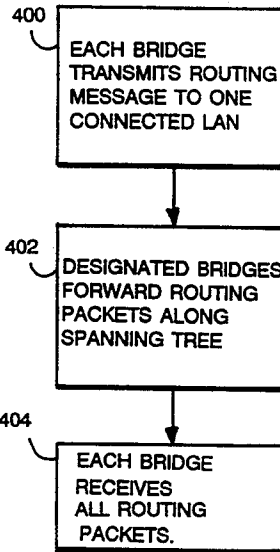 400
EACH BRIDGE
TRANSMITS ROUTING
MESSAGE TO ONE
CONNECTED LAN
402
DESIGNATED BRIDGES
FORWARD ROUTING
PACKETS ALONG
SPANNING TREE
404
EACH BRIDGE
RECEIVES
ALL ROUTING
PACKETS.